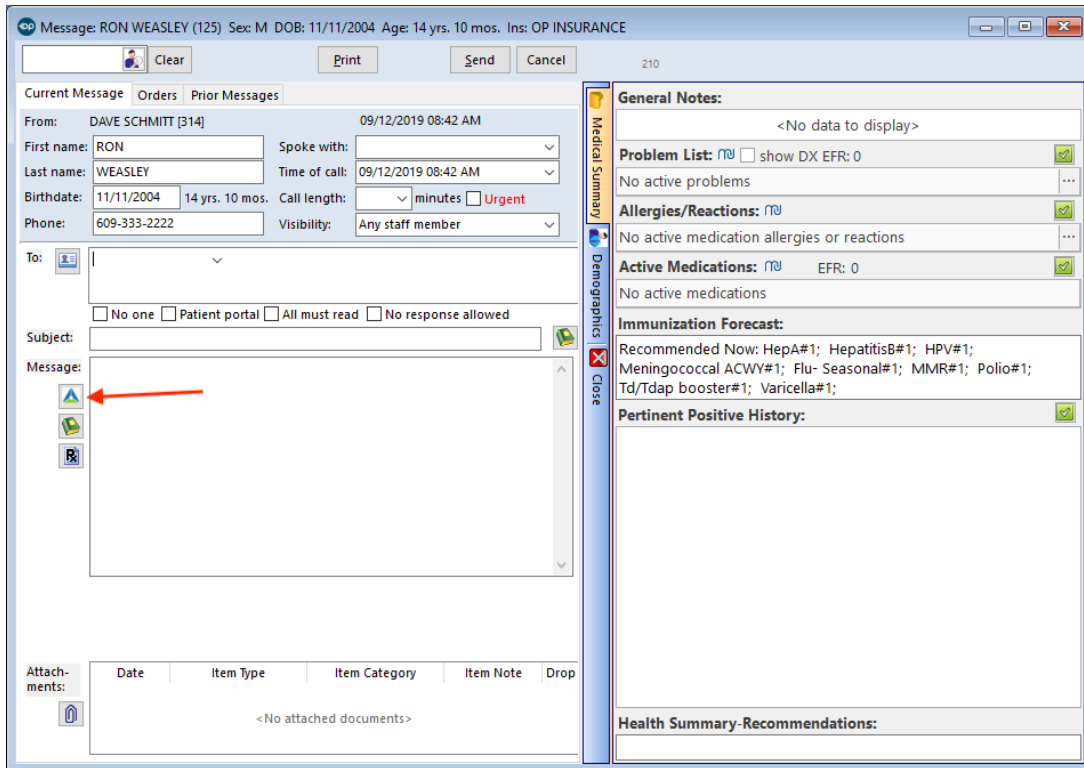 op Message: RON WEASLEY (125) Sex: M DOB: 11/11/2004 Age: 14 yrs. 10 mos. Ins: OP INSURANCE
Clear Print Send Cancel 210
Current Message Orders Prior Messages
From: DAVE SCHMITT [314] 09/12/2019 08:42 AM
First name: RON Spoke with:
Last name: WEASLEY Time of call: 09/12/2019 08:42 AM
Birthdate: 11/11/2004 14 yrs. 10 mos. Call length: minutes Urgent
Phone: 609-333-2222 Visibility: Any staff member
To:
No one Patient portal All must read No response allowed
Subject:
Message:
Rx
Attach-
ments:
Date Item Type Item Category Item Note Drop
<No attached documents>
Medical Summary
Demographics
Close
General Notes:
<No data to display>
Problem List: show DX EFR: 0
No active problems ...
Allergies/Reactions:
No active medication allergies or reactions ...
Active Medications: EFR: 0
No active medications
Immunization Forecast:
Recommended Now: HepA#1; HepatitisB#1; HPV#1;
Meningococcal ACWY#1; Flu- Seasonal#1; MMR#1; Polio#1;
Td/Tdap booster#1; Varicella#1;
Pertinent Positive History:
Health Summary-Recommendations: